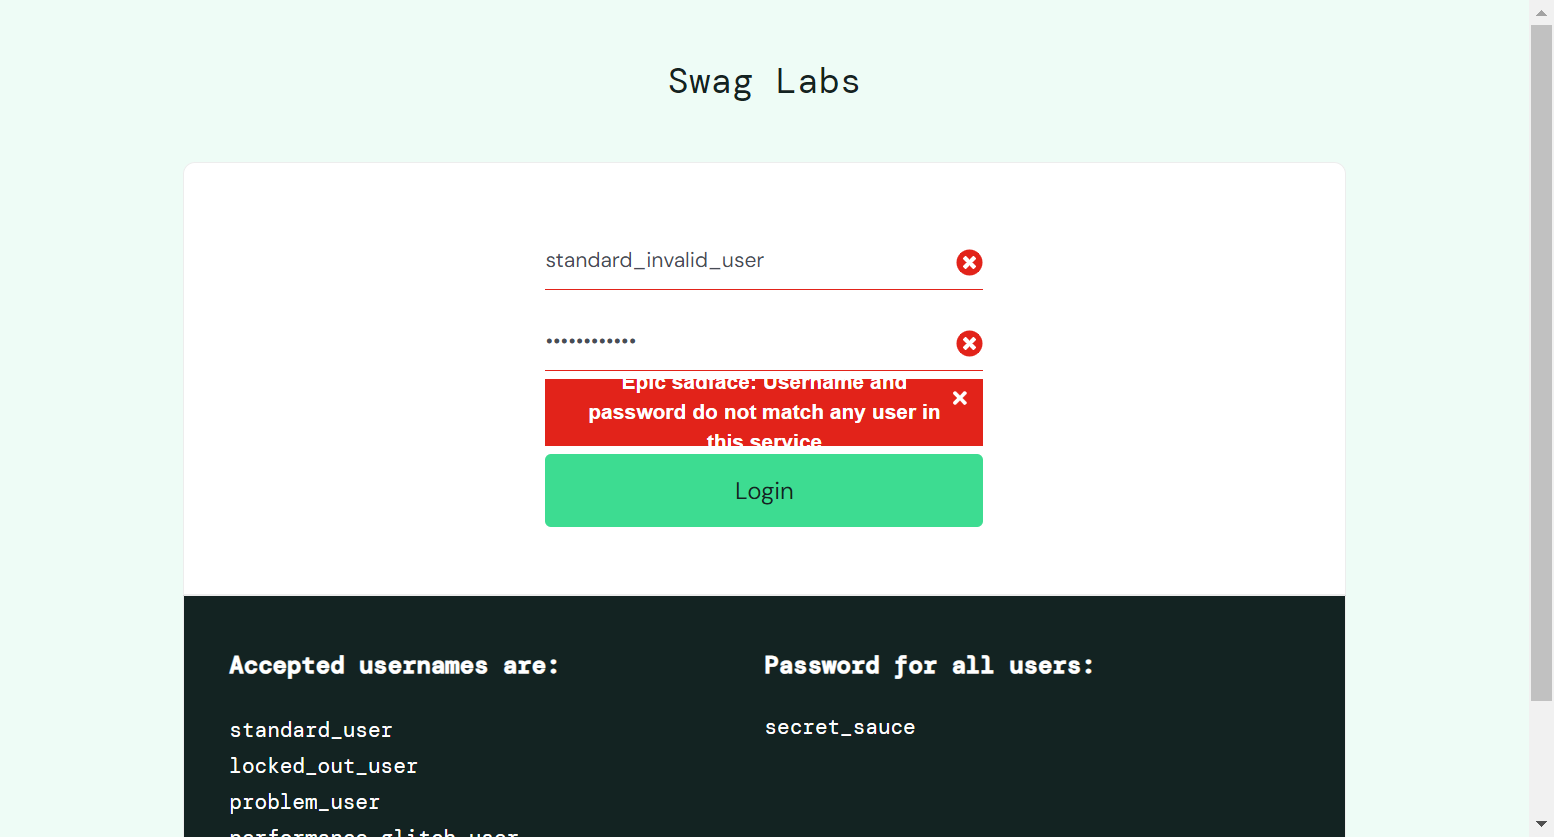 Swag Labs
standard_invalid_user
••••••••••••
Epic sadface: Username and
password do not match any user in
this service
Login
Accepted usernames are:
Password for all users:
standard_user
secret_sauce
locked_out_user
problem_user
performance_glitch_user